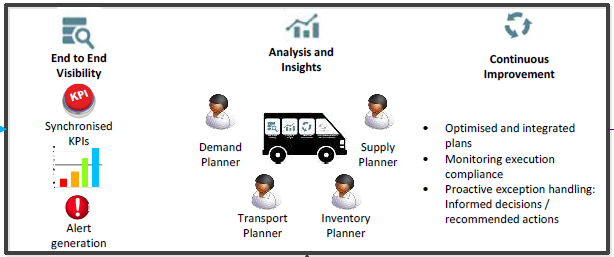 End to End
Visibility
KPI
Synchronised
KPIs
Alert
generation
Analysis and
Insights
Demand
Planner
Supply
Planner
Transport
Planner
Inventory
Planner
Continuous
Improvement
• Optimised and integrated
plans
• Monitoring execution
compliance
• Proactive exception handling:
Informed decisions /
recommended actions